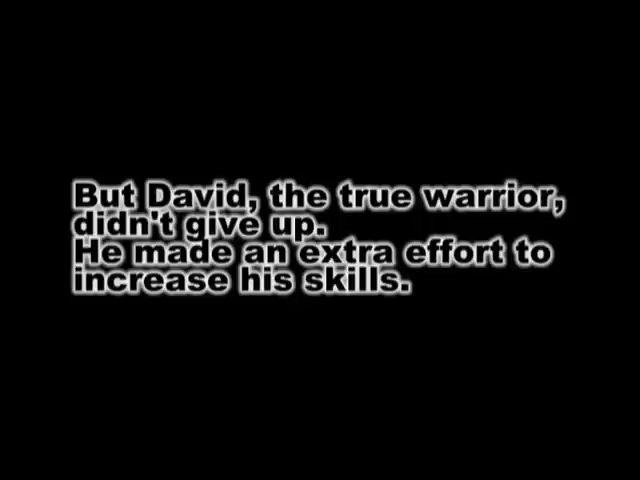 But David, the true warrior,
didn't give up.
He made an extra effort to
increase his skills.